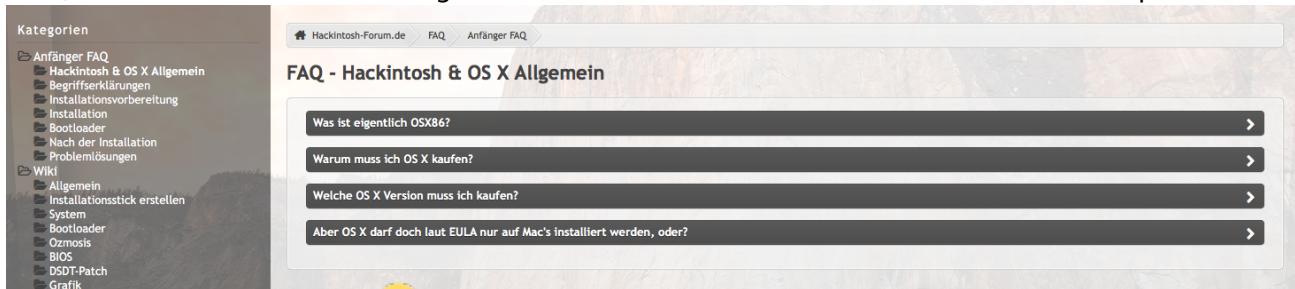 Kategorien
Anfänger FAQ
Hackintosh & OS X Allgemein
Begriffserklärungen
Installationsvorbereitung
Installation
Bootloader
Nach der Installation
Problemlösungen
Wiki
Allgemein
Installationsstick erstellen
System
Bootloader
Ozmosis
BIOS
DSDT-Patch
Grafik
Hackintosh-Forum.de FAQ Anfänger FAQ
FAQ - Hackintosh & OS X Allgemein
Was ist eigentlich OSX86?
Warum muss ich OS X kaufen?
Welche OS X Version muss ich kaufen?
Aber OS X darf doch laut EULA nur auf Mac's installiert werden, oder?